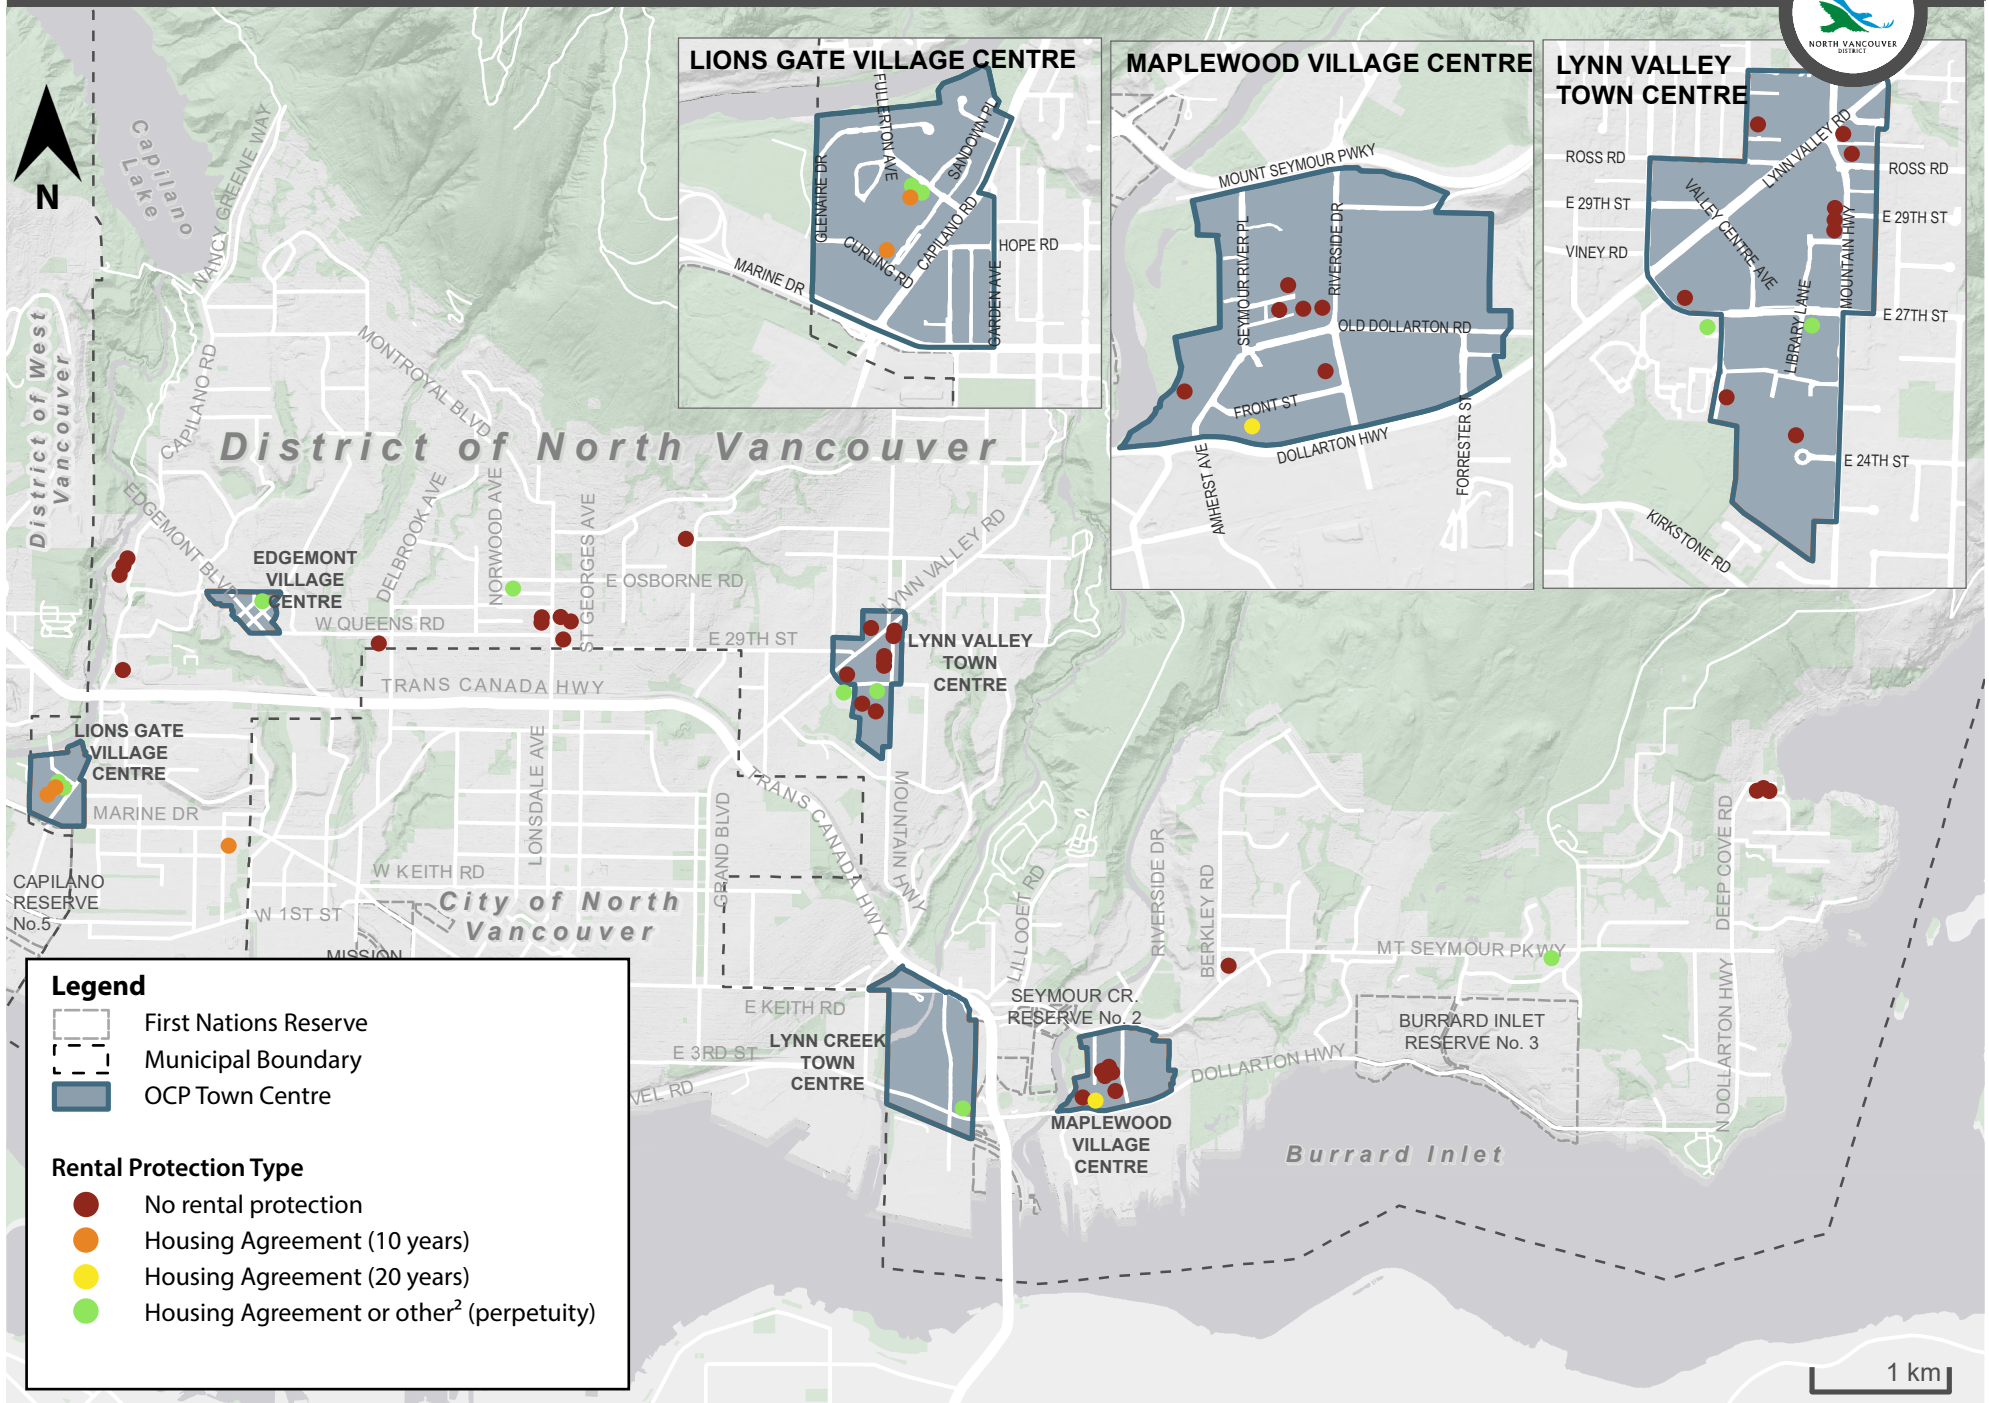 NORTH VANCOUVER
DISTRICT
LIONS GATE VILLAGE CENTRE
FULLERTON AVE
SANDOWN PL
GLENAIRE DR
CURLING RD
CAPILANO RD
HOPE RD
GARDEN AVE
MARINE DR
MAPLEWOOD VILLAGE CENTRE
MOUNT SEYMOUR PWKY
SEYMOUR RIVER PL
RIVERSIDE DR
OLD DOLLARTON RD
FRONT ST
DOLLARTON HWY
AMHERST AVE
FORRESTER ST
LYNN VALLEY
TOWN CENTRE
LYNN VALLEY RD
ROSS RD
ROSS RD
E 29TH ST
E 29TH ST
VALLEY CENTRE AVE
VINEY RD
MOUNTAIN HWY
LIBRARY LANE
E 27TH ST
E 24TH ST
KIRKSTONE RD
N
Capilano
Lake
NANCY GREENE WAY
District of West
Vancouver
CAPILANO RD
MONTROYAL BLVD
District of North Vancouver
EDGEMONT BLVD
DELBROOK AVE
NORWOOD AVE
ST GEORGES AVE
EDGEMONT
VILLAGE
CENTRE
W QUEENS RD
E OSBORNE RD
LYNN VALLEY RD
E 29TH ST
LYNN VALLEY
TOWN
CENTRE
TRANS CANADA HWY
LIONS GATE
VILLAGE
CENTRE
MARINE DR
LONSDALE AVE
GRAND BLVD
TRANS CANADA HWY
MOUNTAIN HWY
W KEITH RD
CAPILANO
RESERVE
No.5
W 1ST ST
City of North
Vancouver
MISSION
LILLOOET RD
RIVERSIDE DR
BERKLEY RD
MT SEYMOUR PKWY
DEEP COVE RD
N DOLLARTON HWY
E KEITH RD
SEYMOUR CR.
RESERVE No. 2
BURRARD INLET
RESERVE No. 3
E 3RD ST
LYNN CREEK
TOWN
CENTRE
VEL RD
DOLLARTON HWY
MAPLEWOOD
VILLAGE
CENTRE
Burrard Inlet
Legend
First Nations Reserve
Municipal Boundary
OCP Town Centre
Rental Protection Type
No rental protection
Housing Agreement (10 years)
Housing Agreement (20 years)
Housing Agreement or other² (perpetuity)
1 km